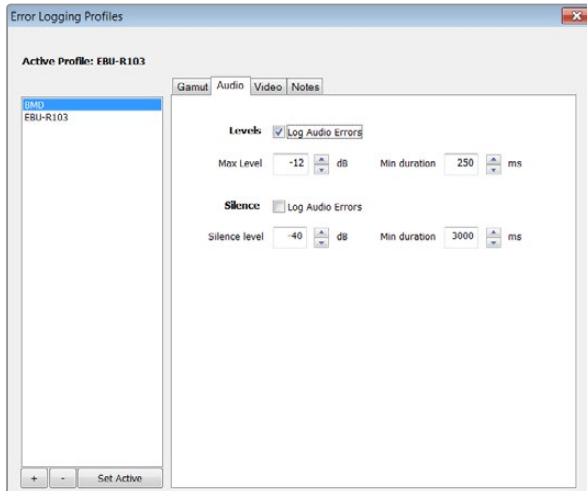 Error Logging Profiles
Active Profile: EBU-R103
Gamut Audio Video Notes
BMD
EBU-R103
Levels Log Audio Errors
Max Level -12 dB Min duration 250 ms
Silence Log Audio Errors
Silence level -40 dB Min duration 3000 ms
+ - Set Active